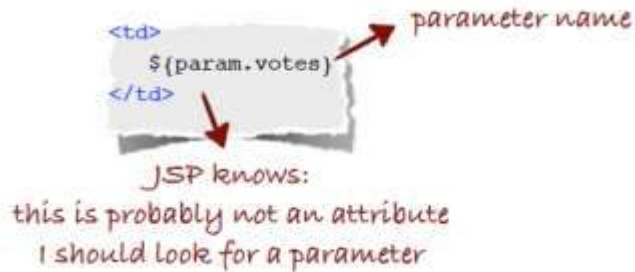 parameter name
<td>
${param.votes}
</td>
JSP knows:
this is probably not an attribute
I should look for a parameter